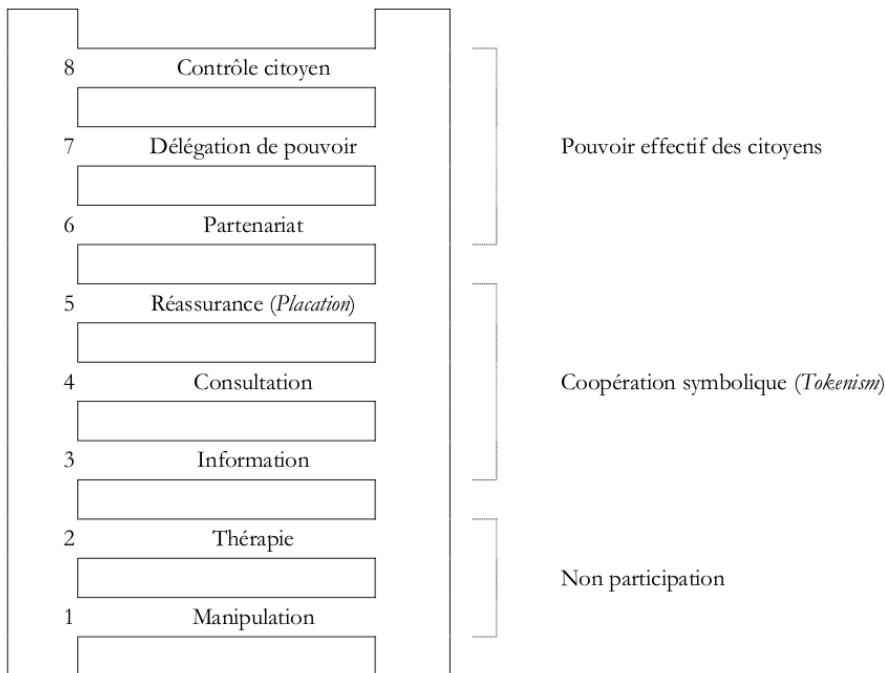 8 Contrôle citoyen
7 Délégation de pouvoir
Pouvoir effectif des citoyens
6 Partenariat
5 Réassurance (Placation)
4 Consultation
Coopération symbolique (Tokenism)
3 Information
2 Thérapie
Non participation
1 Manipulation